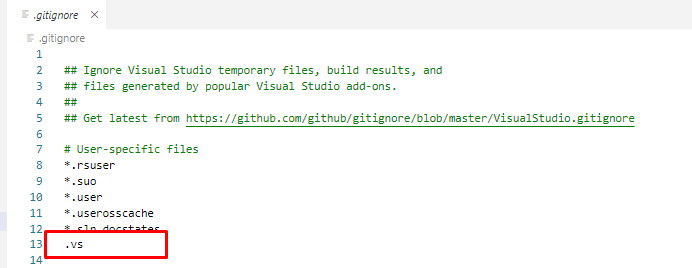 .gitignore ×
.gitignore
1
2 ## Ignore Visual Studio temporary files, build results, and
3 ## files generated by popular Visual Studio add-ons.
4 ##
5 ## Get latest from https://github.com/github/gitignore/blob/master/VisualStudio.gitignore
6
7 # User-specific files
8 *.rsuser
9 *.suo
10 *.user
11 *.userosscache
12 *.sln.docstates
13 .vs
14